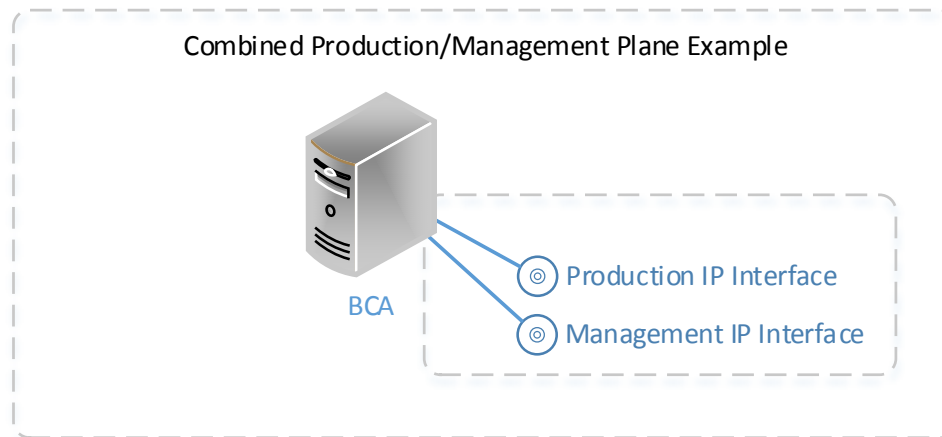 Combined Production/Management Plane Example
Production IP Interface
BCA
Management IP Interface